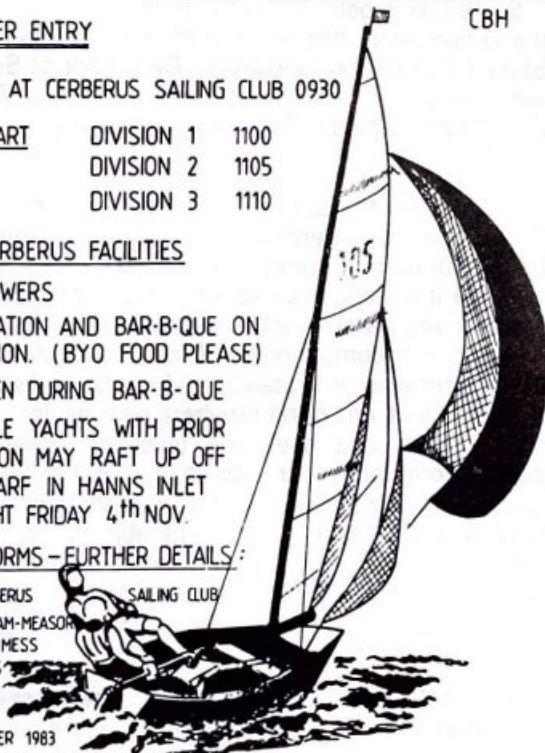 CBH
ER ENTRY
AT CERBERUS SAILING CLUB 0930
ART DIVISION 1 1100
DIVISION 2 1105
DIVISION 3 1110
RBERUS FACILITIES
WERS
ATION AND BAR-B-QUE ON
ION. (BYO FOOD PLEASE)
EN DURING BAR-B-QUE
LE YACHTS WITH PRIOR
ON MAY RAFT UP OFF
ARF IN HANNS INLET
HT FRIDAY 4th NOV.
ORMS - FURTHER DETAILS:
ERUS SAILING CLUB
AM-MEASOR
MESS
ER 1983
105